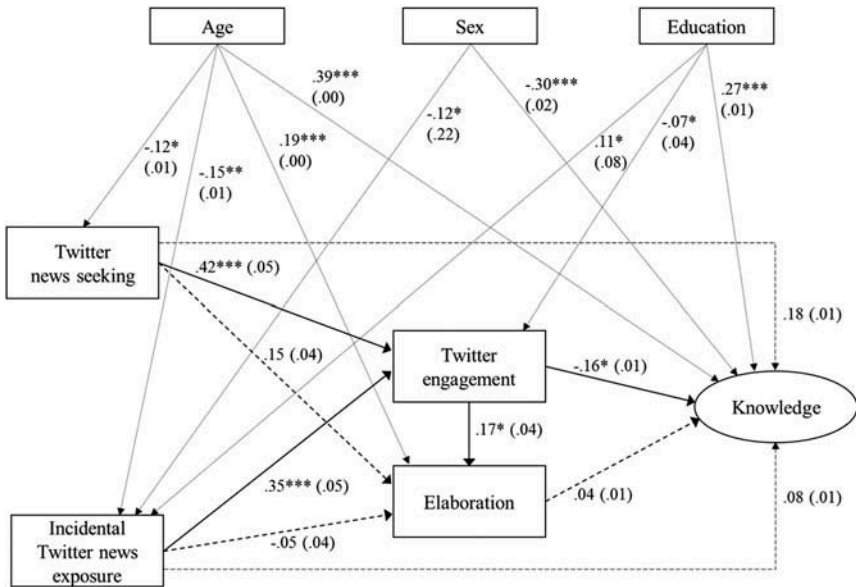 Age
Sex
Education
.39***
(.00)
-.30***
(.02)
.27***
(.01)
-.12*
(.22)
-.07*
(.04)
.11*
(.08)
.19***
(.00)
-.12*
(.01)
-.15**
(.01)
Twitter
news seeking
.42*** (.05)
.18 (.01)
.15 (.04)
Twitter
engagement
-.16* (.01)
Knowledge
.17* (.04)
.35*** (.05)
Elaboration
.04 (.01)
.08 (.01)
Incidental
Twitter news
exposure
-.05 (.04)